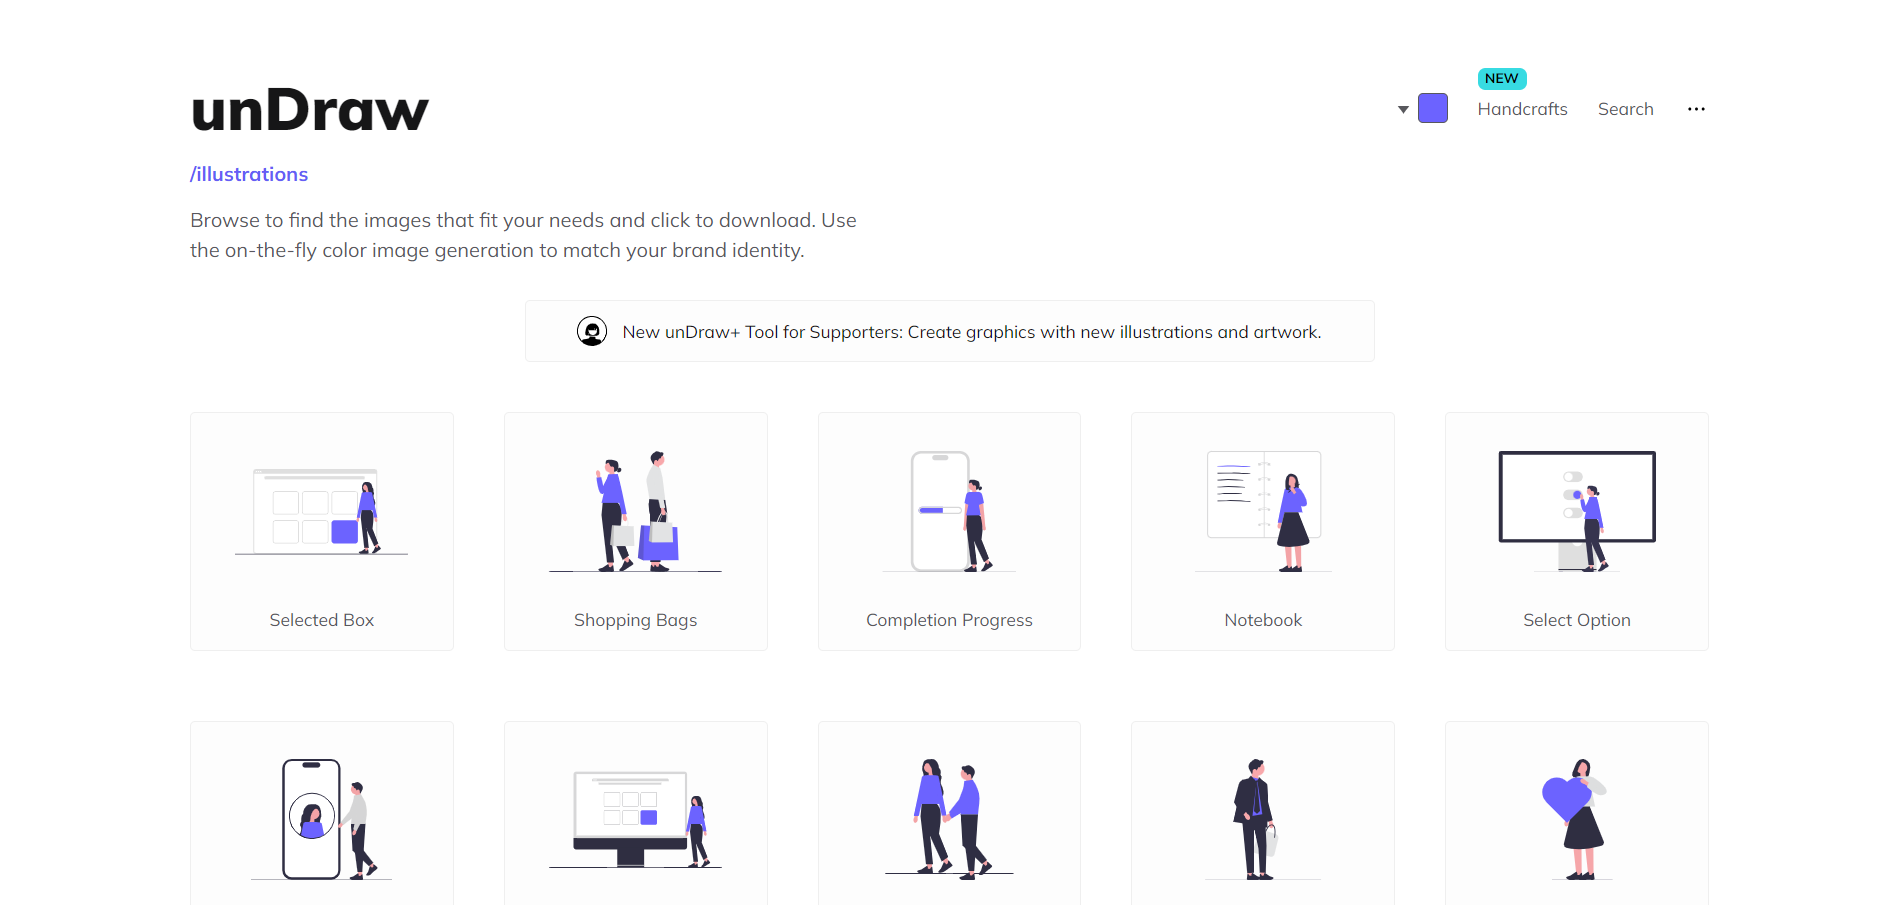 unDraw
NEW
Handcrafts
Search
/illustrations
Browse to find the images that fit your needs and click to download. Use
the on-the-fly color image generation to match your brand identity.
New unDraw+ Tool for Supporters: Create graphics with new illustrations and artwork.
Selected Box
Shopping Bags
Completion Progress
Notebook
Select Option